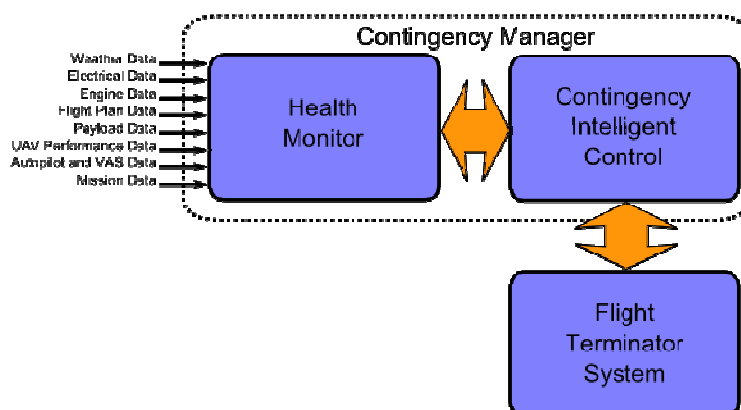 Contingency Manager
Weather Data
Electrical Data
Engine Data
Flight Plan Data
Payload Data
UAV Performance Data
Autopilot and VAS Data
Mission Data
Health
Monitor
Contingency
Intelligent
Control
Flight
Terminator
System